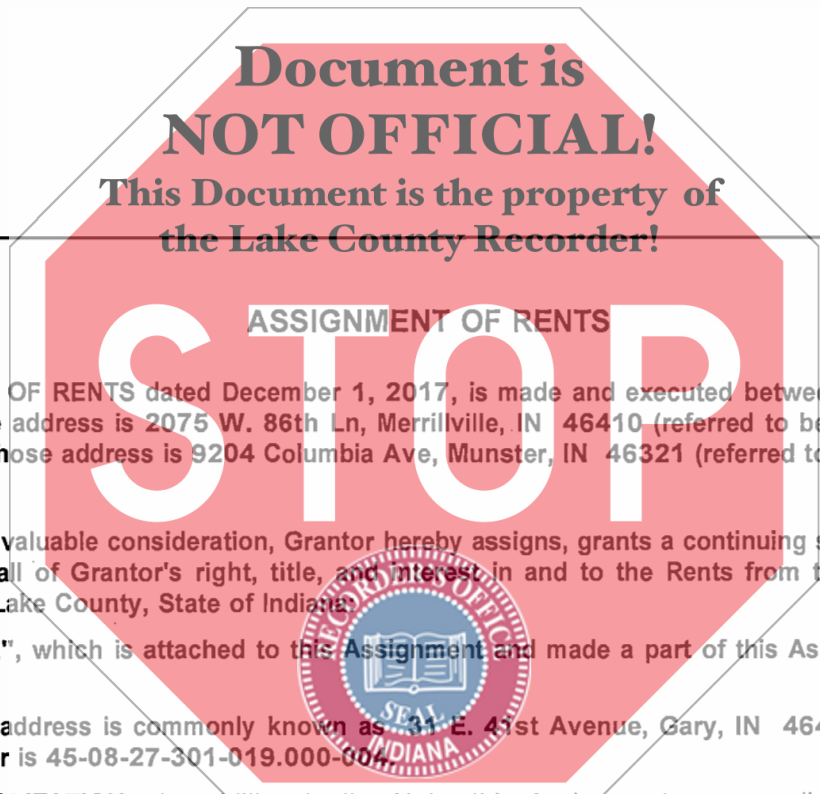 Document is
NOT OFFICIAL!
This Document is the property of
the Lake County Recorder!
STOP
ASSIGNMENT OF RENTS
OF RENTS dated December 1, 2017, is made and executed betwee
address is 2075 W. 86th Ln, Merrillville, IN 46410 (referred to be
hose address is 9204 Columbia Ave, Munster, IN 46321 (referred to
valuable consideration, Grantor hereby assigns, grants a continuing s
all of Grantor's right, title, and interest in and to the Rents from t
Lake County, State of Indiana:
", which is attached to this Assignment and made a part of this As
RECORDER'S OFFICE
SEAL
INDIANA
address is commonly known as 31 E. 41st Avenue, Gary, IN 464
r is 45-08-27-301-019.000-004.